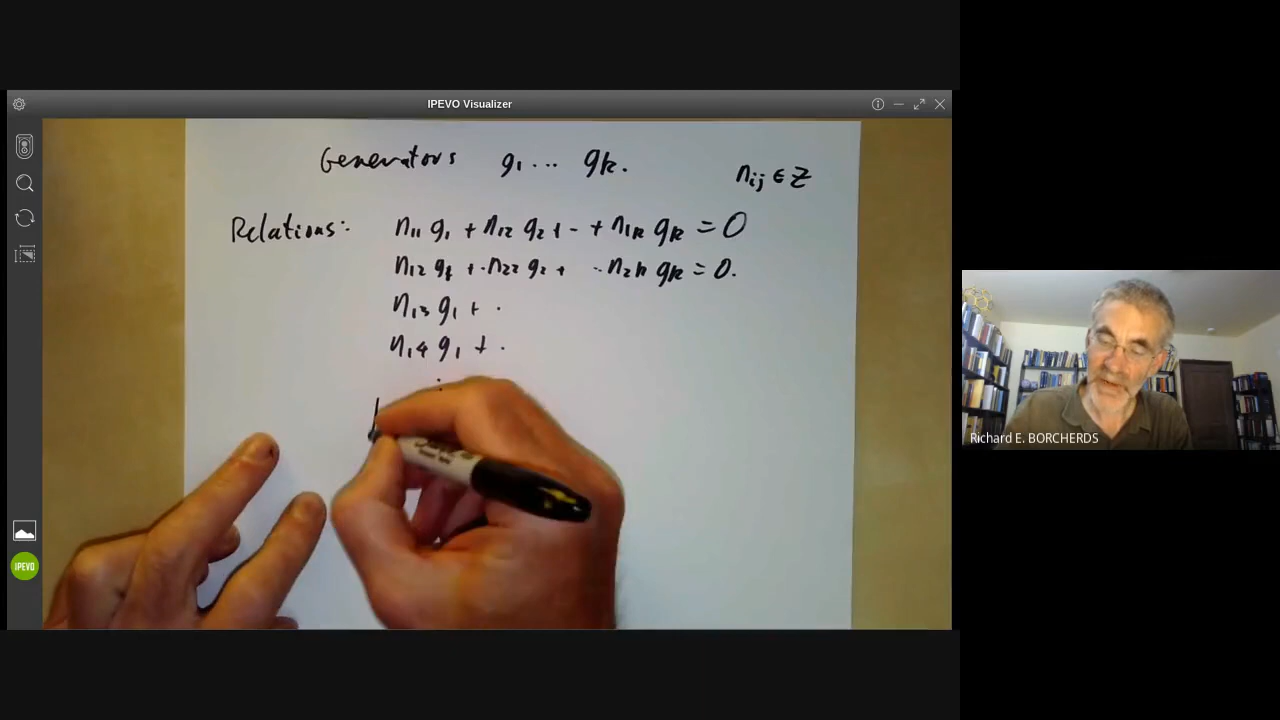 IPEVO Visualizer
Generators g₁ ... gₖ.
nᵢⱼ ∈ Z
Relations: n₁₁ g₁ + n₁₂ g₂ + - + n₁ₖ gₖ = 0
n₁₂ g₁ + · n₂₂ g₂ + ·· n₂ₖ gₖ = 0.
n₁₃ g₁ + ·
n₁₄ g₁ + ·
:
IPEVO
Richard E. BORCHERDS